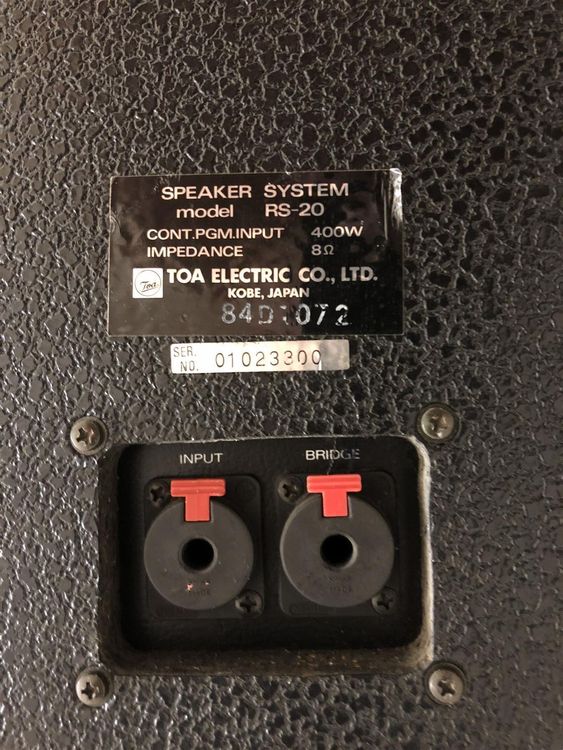 SPEAKER SYSTEM
model RS-20
CONT.PGM.INPUT 400W
IMPEDANCE 8Ω
Toa TOA ELECTRIC CO., LTD.
KOBE, JAPAN
84D1072
SER. NO. 01023300
INPUT BRIDGE